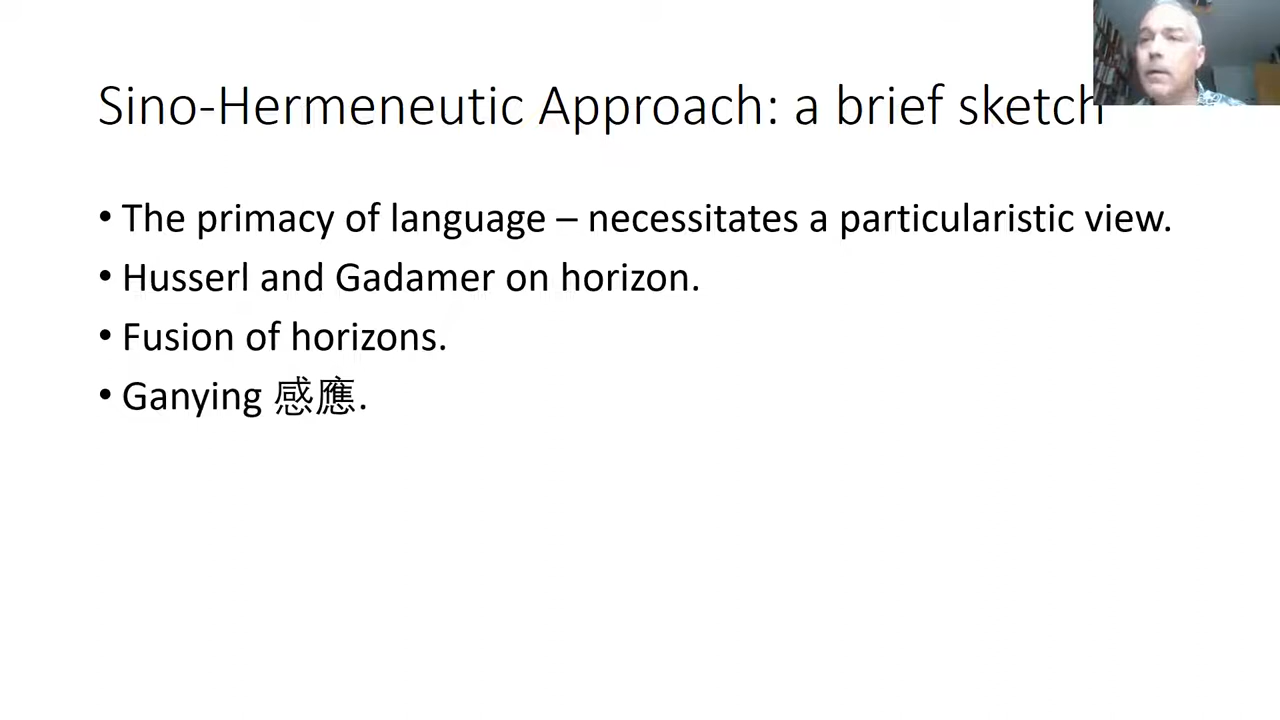 Sino-Hermeneutic Approach: a brief sketch
• The primacy of language – necessitates a particularistic view.
• Husserl and Gadamer on horizon.
• Fusion of horizons.
• Ganying 感應.